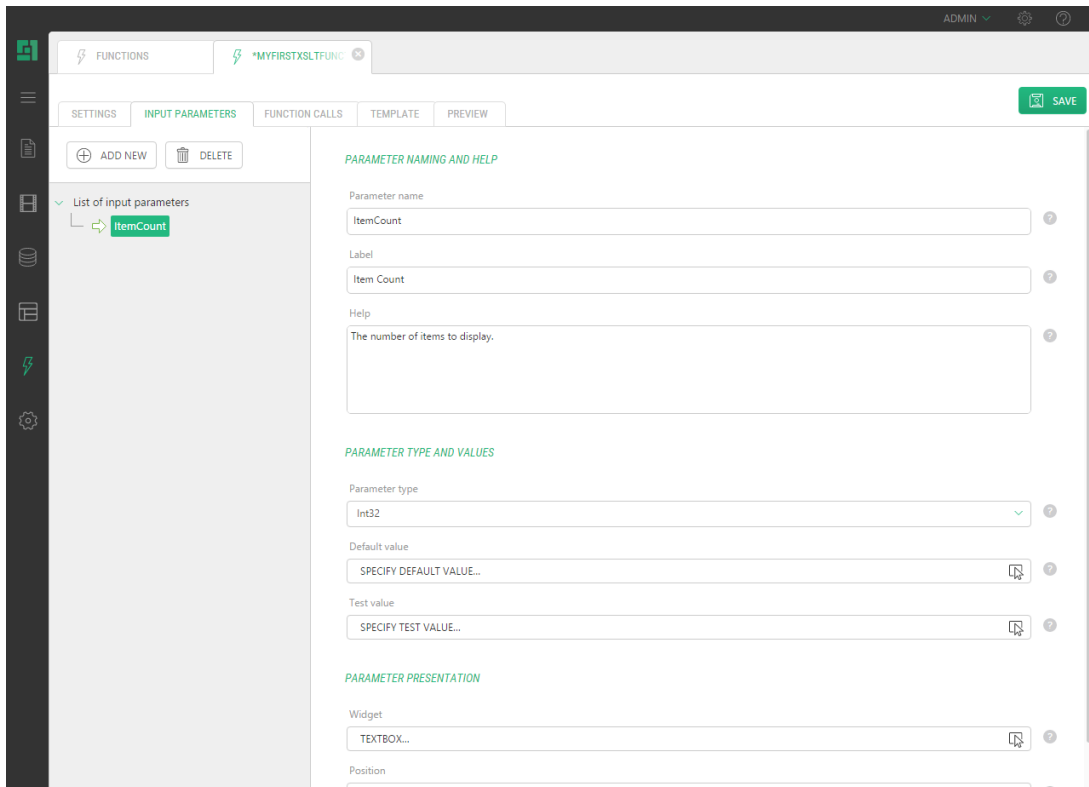 ADMIN
FUNCTIONS
*MYFIRSTXSLTFUNC
SETTINGS
INPUT PARAMETERS
FUNCTION CALLS
TEMPLATE
PREVIEW
SAVE
ADD NEW
DELETE
List of input parameters
ItemCount
PARAMETER NAMING AND HELP
Parameter name
ItemCount
Label
Item Count
Help
The number of items to display.
PARAMETER TYPE AND VALUES
Parameter type
Int32
Default value
SPECIFY DEFAULT VALUE...
Test value
SPECIFY TEST VALUE...
PARAMETER PRESENTATION
Widget
TEXTBOX...
Position